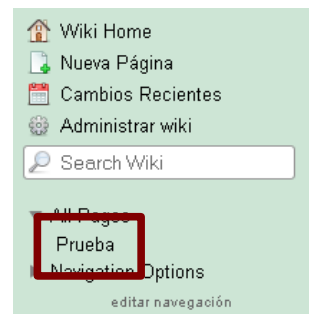 Wiki Home
Nueva Página
Cambios Recientes
Administrar wiki
Search Wiki
All Pages
Prueba
Navigation Options
editar navegación